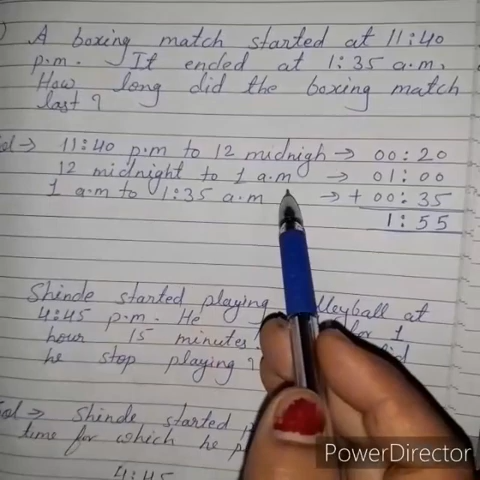 A boxing match started at 11:40
p.m. It ended at 1:35 a.m.
How long did the boxing match
last?
11:40 p.m to 12 midnigh → 00:20
12 midnight to 1 a.m → 01:00
1 a.m to 1:35 a.m → + 00:35
1:55
Shinde started playing at
4:45 p.m. He 1
hour 15 minutes
he stop playing?
⇒ Shinde started
time for which he
4:45
PowerDirector